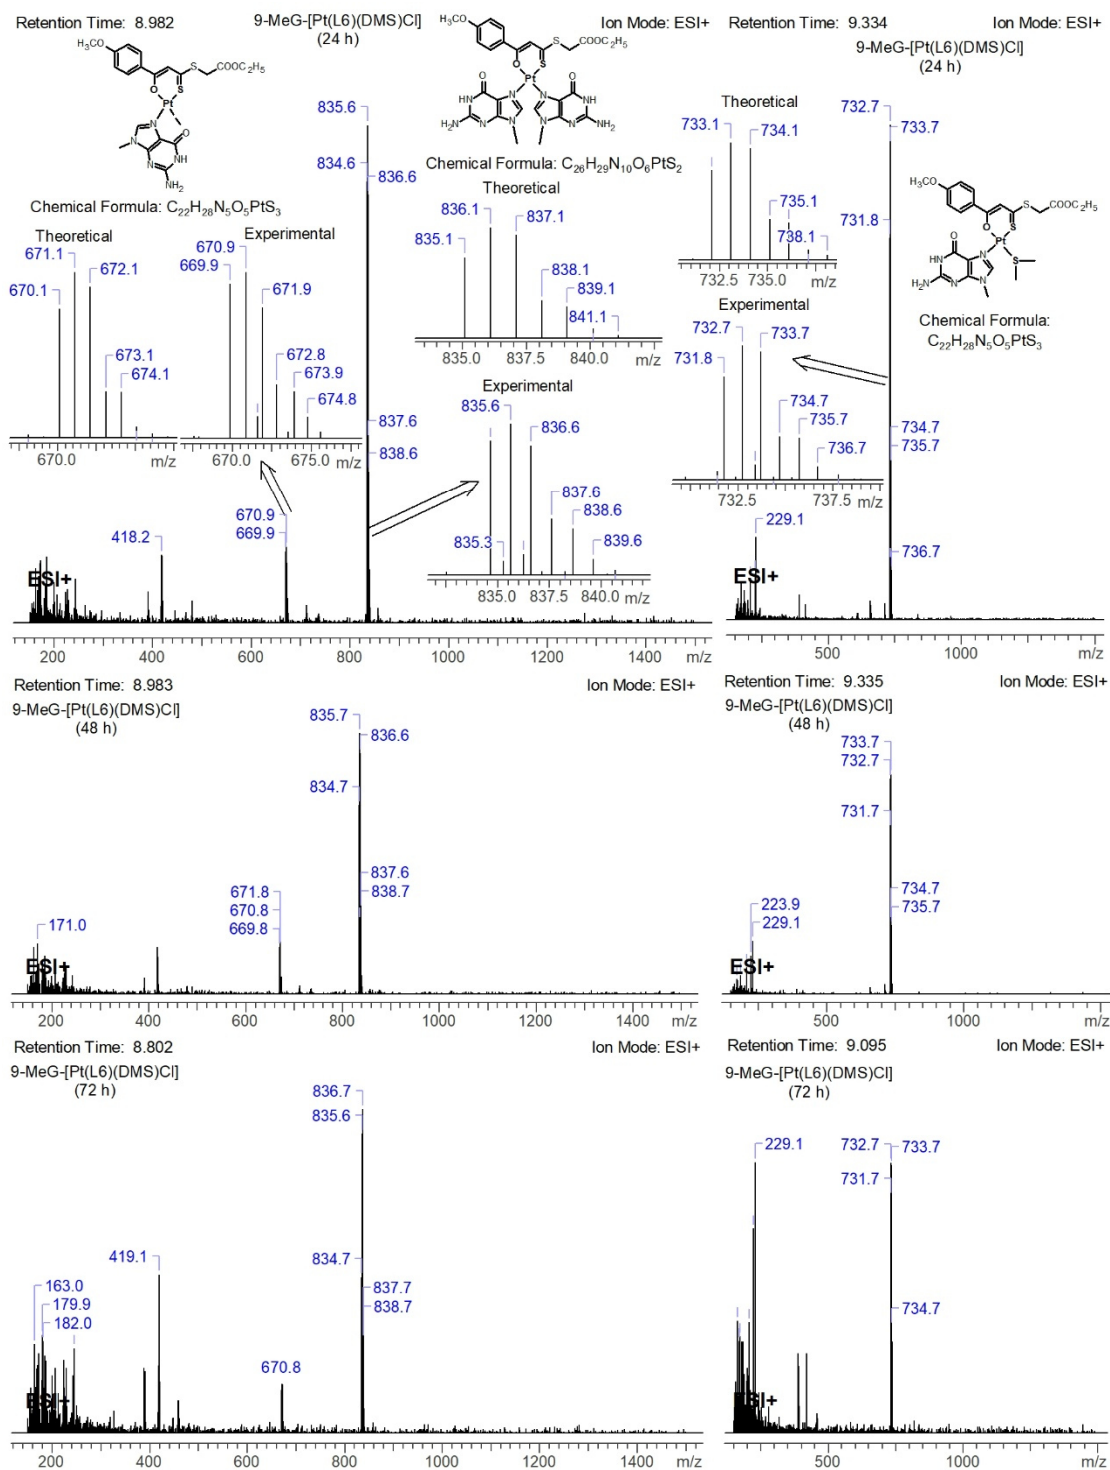 Retention Time: 8.982
9-MeG-[Pt(L6)(DMS)Cl]
(24 h)
Ion Mode: ESI+
H₃CO
S
COOC₂H₅
O
S
Pt
N
O
N
N
NH
NH₂
Chemical Formula: C₂₂H₂₈N₅O₅PtS₃
Theoretical
671.1
672.1
670.1
673.1
674.1
670.0
m/z
Experimental
670.9
669.9
671.9
672.8
673.9
674.8
670.0
675.0
m/z
H₃CO
S
COOC₂H₅
O
S
Pt
O
N
N
O
HN
NH
H₂N
N
N
N
N
NH₂
Chemical Formula: C₂₆H₂₉N₁₀O₆PtS₂
Theoretical
836.1
837.1
835.1
838.1
839.1
841.1
835.0
837.5
840.0
m/z
Experimental
835.6
836.6
837.6
838.6
835.3
839.6
835.0
837.5
840.0
m/z
835.6
834.6
836.6
837.6
838.6
670.9
669.9
418.2
ESI+
200
400
600
800
1000
1200
1400
m/z
Retention Time: 9.334
Ion Mode: ESI+
9-MeG-[Pt(L6)(DMS)Cl]
(24 h)
Theoretical
733.1
734.1
735.1
738.1
732.5
735.0
m/z
Experimental
732.7
733.7
731.8
734.7
735.7
736.7
732.5
737.5
m/z
732.7
733.7
731.8
734.7
735.7
736.7
229.1
ESI+
H₃CO
S
COOC₂H₅
O
S
Pt
O
N
S
HN
H₂N
N
N
Chemical Formula:
C₂₂H₂₈N₅O₅PtS₃
500
1000
m/z
Retention Time: 8.983
Ion Mode: ESI+
9-MeG-[Pt(L6)(DMS)Cl]
(48 h)
835.7
836.6
834.7
837.6
838.7
671.8
670.8
669.8
171.0
ESI+
200
400
600
800
1000
1200
1400
m/z
Retention Time: 9.335
Ion Mode: ESI+
9-MeG-[Pt(L6)(DMS)Cl]
(48 h)
733.7
732.7
731.7
734.7
735.7
223.9
229.1
ESI+
500
1000
m/z
Retention Time: 8.802
Ion Mode: ESI+
9-MeG-[Pt(L6)(DMS)Cl]
(72 h)
836.7
835.6
834.7
837.7
838.7
419.1
163.0
179.9
182.0
670.8
ESI+
200
400
600
800
1000
1200
1400
m/z
Retention Time: 9.095
Ion Mode: ESI+
9-MeG-[Pt(L6)(DMS)Cl]
(72 h)
229.1
732.7
733.7
731.7
734.7
ESI+
500
1000
m/z